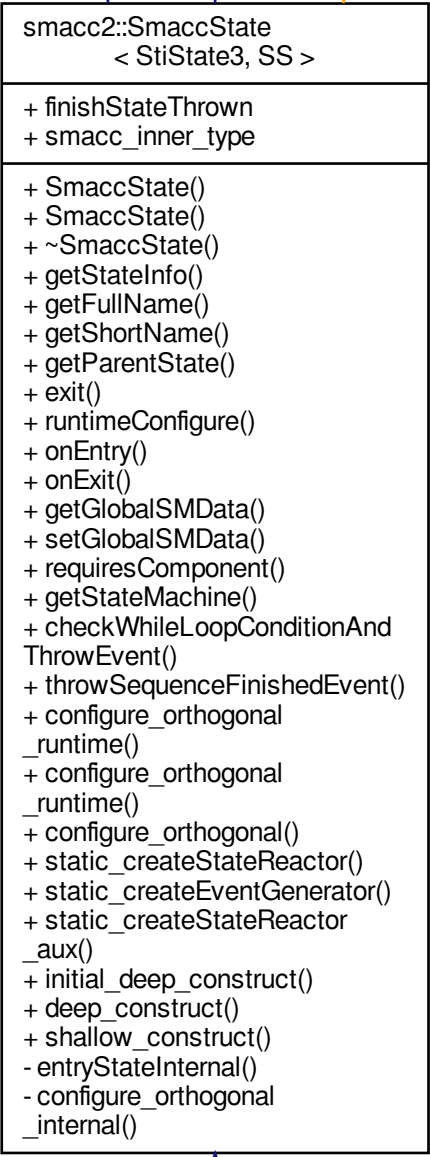 smacc2::SmaccState
< StiState3, SS >
+ finishStateThrown
+ smacc_inner_type
+ SmaccState()
+ SmaccState()
+ ~SmaccState()
+ getStateInfo()
+ getFullName()
+ getShortName()
+ getParentState()
+ exit()
+ runtimeConfigure()
+ onEntry()
+ onExit()
+ getGlobalSMData()
+ setGlobalSMData()
+ requiresComponent()
+ getStateMachine()
+ checkWhileLoopConditionAnd
ThrowEvent()
+ throwSequenceFinishedEvent()
+ configure_orthogonal
_runtime()
+ configure_orthogonal
_runtime()
+ configure_orthogonal()
+ static_createStateReactor()
+ static_createEventGenerator()
+ static_createStateReactor
_aux()
+ initial_deep_construct()
+ deep_construct()
+ shallow_construct()
- entryStateInternal()
- configure_orthogonal
_internal()